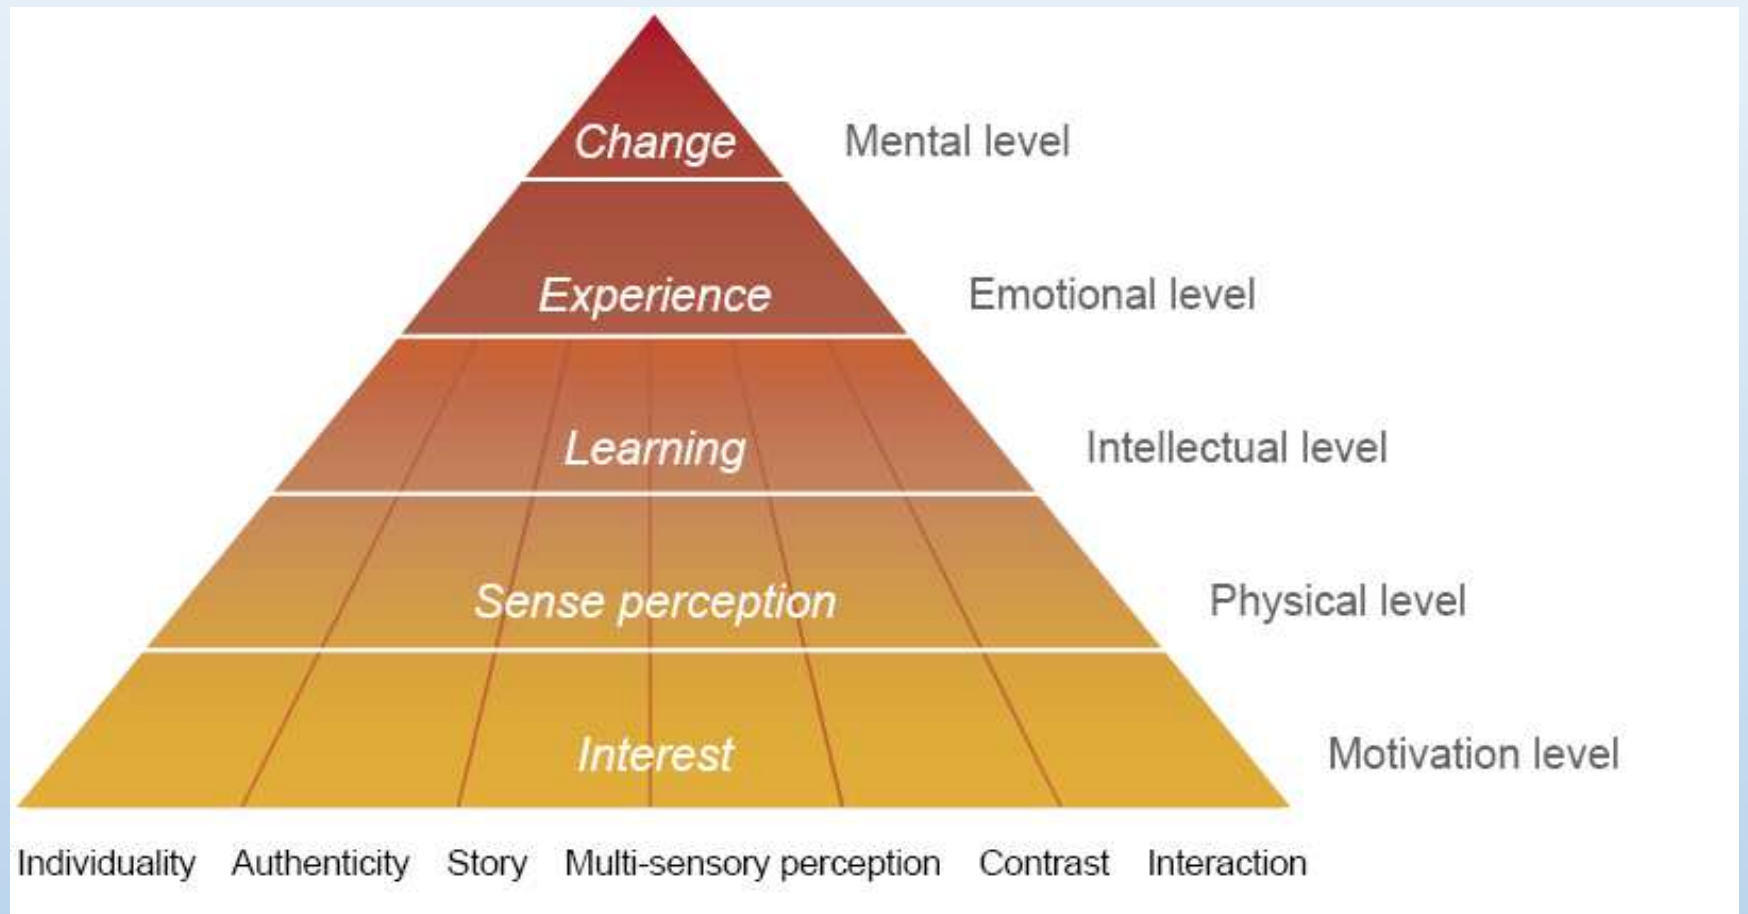 Change Mental level
Experience Emotional level
Learning Intellectual level
Sense perception Physical level
Interest Motivation level
Individuality Authenticity Story Multi-sensory perception Contrast Interaction